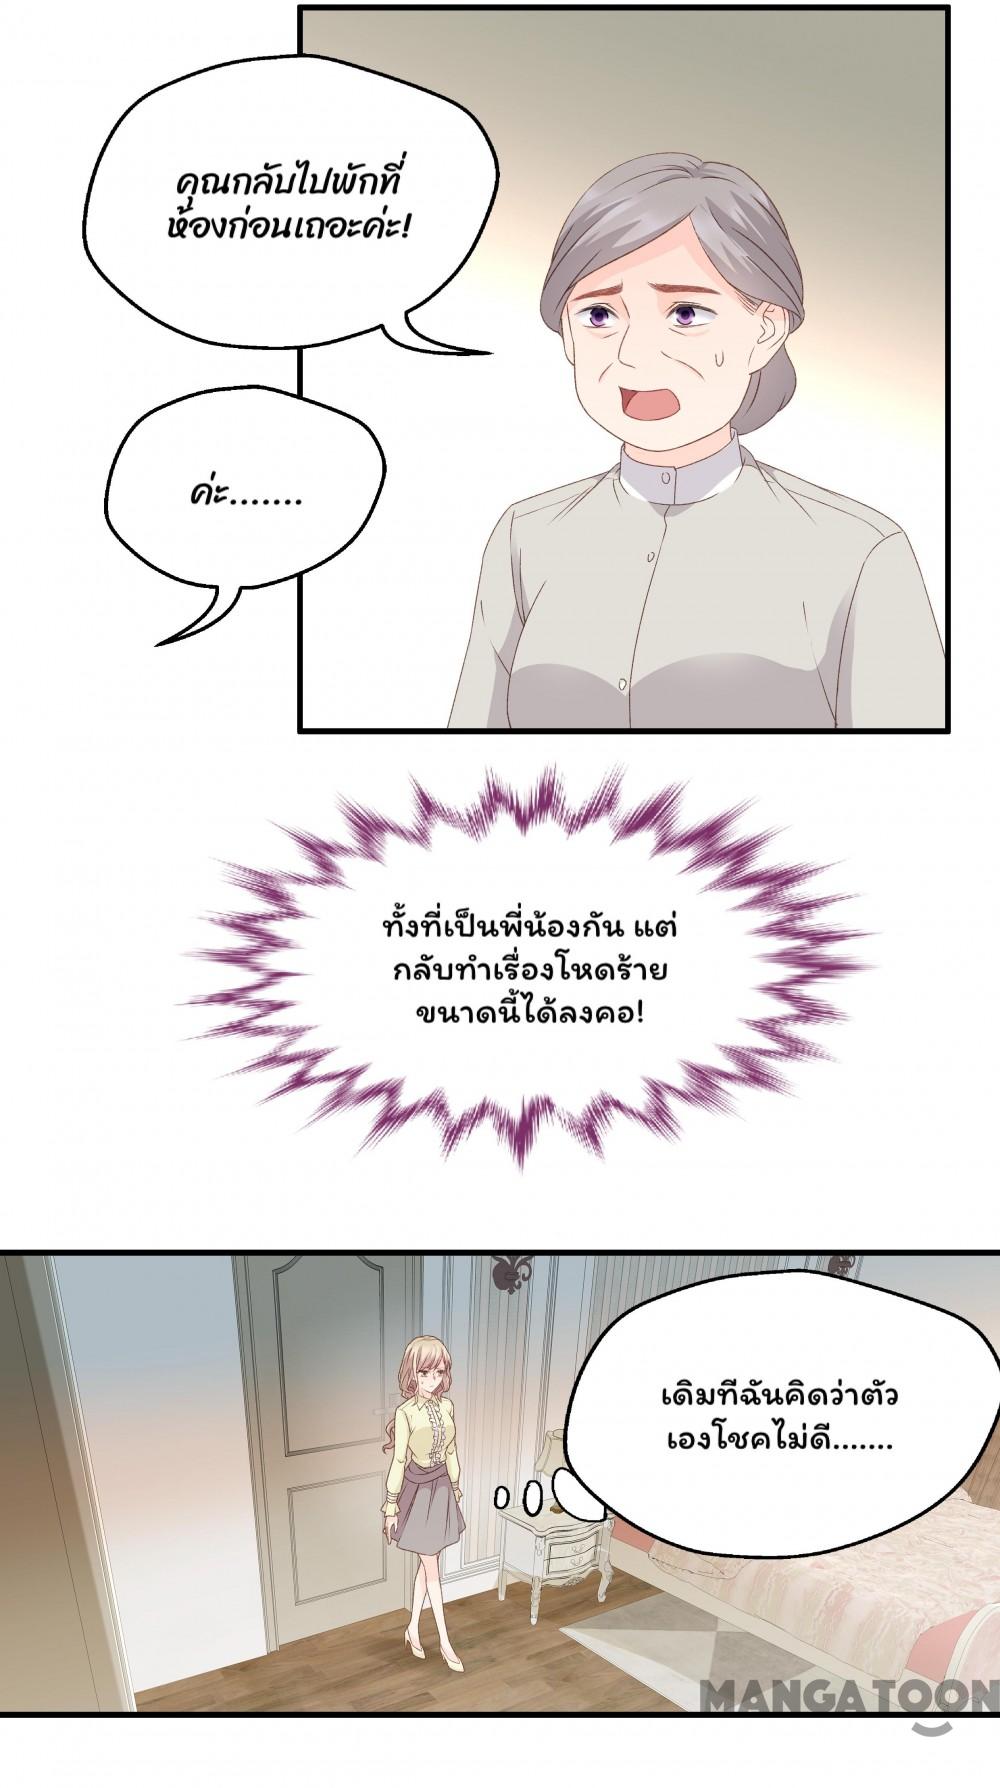 คุณกลับไปพักที่
ห้องก่อนเถอะค่ะ!
ค่ะ.......
ทั้งที่เป็นพี่น้องกัน แต่
กลับทำเรื่องโหดร้าย
ขนาดนี้ได้ลงคอ!
เดิมทีฉันคิดว่าตัว
เองโชคไม่ดี.......
MANGATOON